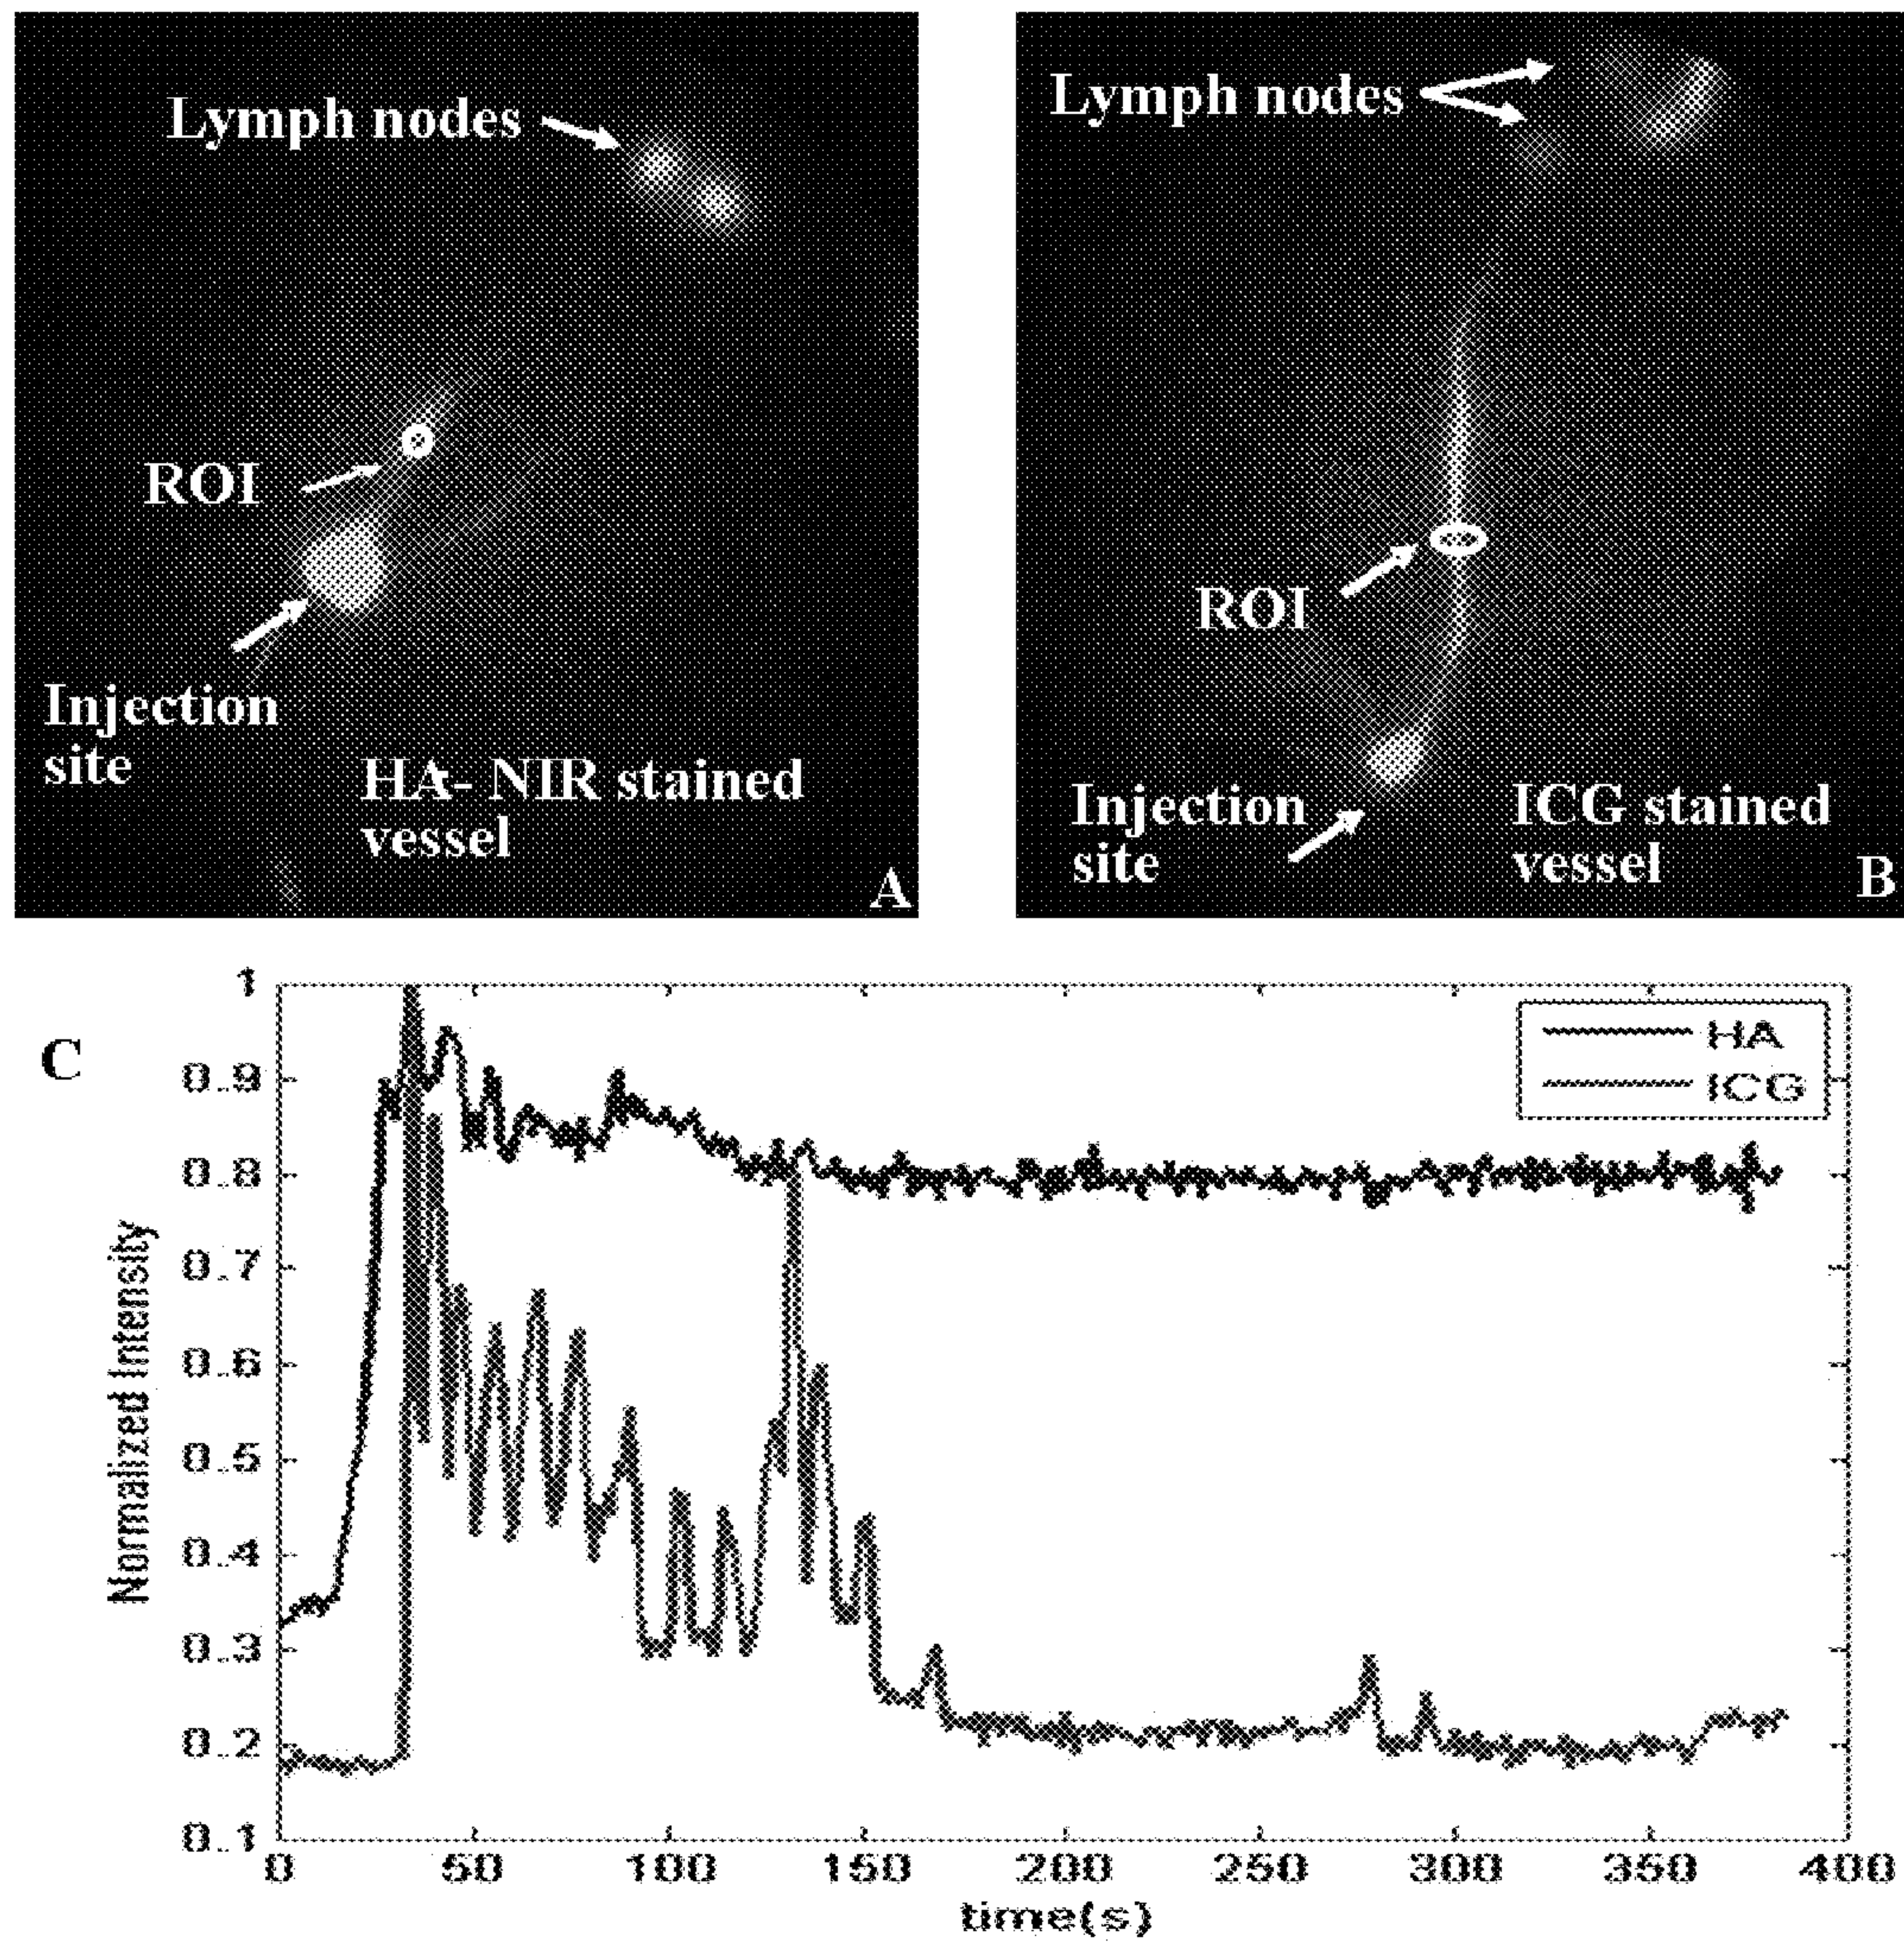 Lymph nodes
ROI
Injection
site
HA- NIR stained
vessel
A
Lymph nodes
ROI
Injection
site
ICG stained
vessel
B
C
1
0.9
0.8
0.7
0.6
0.5
0.4
0.3
0.2
0.1
Normalized Intensity
HA
ICG
0 50 100 150 200 250 300 350 400
time(s)